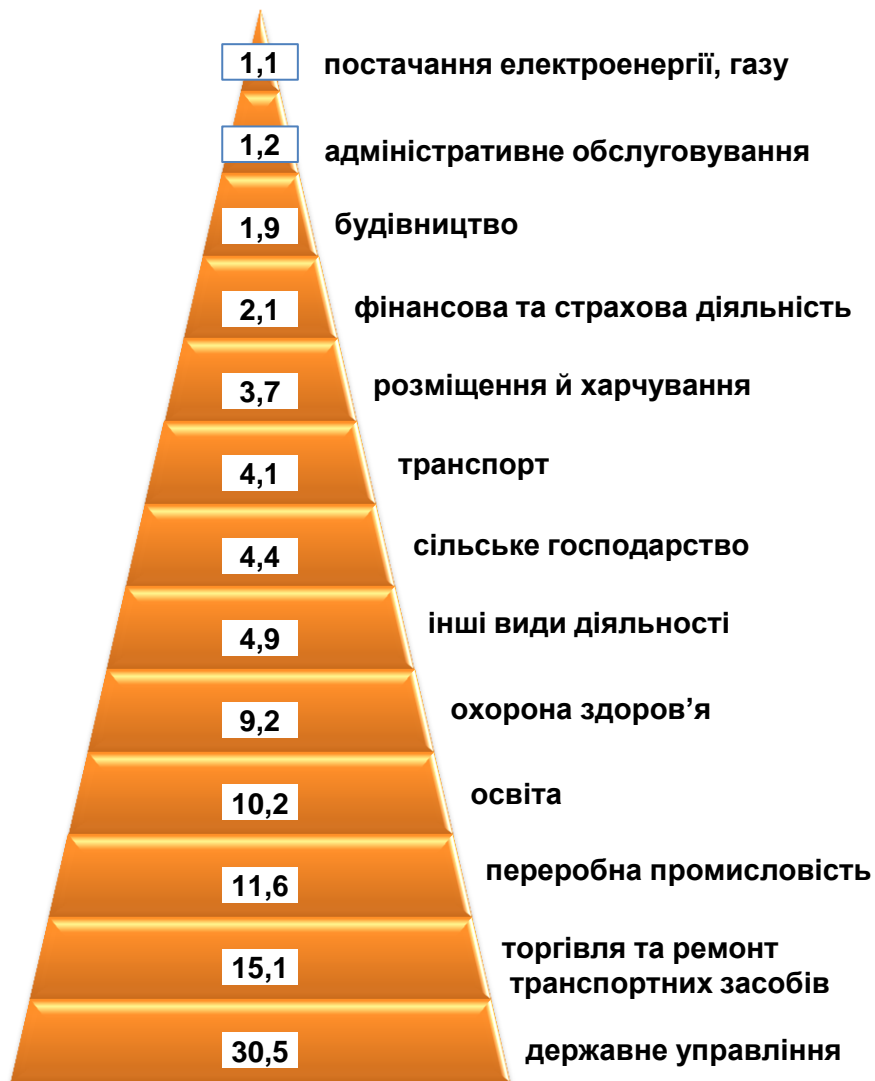 1,1 постачання електроенергії, газу
1,2 адміністративне обслуговування
1,9 будівництво
2,1 фінансова та страхова діяльність
3,7 розміщення й харчування
4,1 транспорт
4,4 сільське господарство
4,9 інші види діяльності
9,2 охорона здоров’я
10,2 освіта
11,6 переробна промисловість
15,1 торгівля та ремонт
транспортних засобів
30,5 державне управління